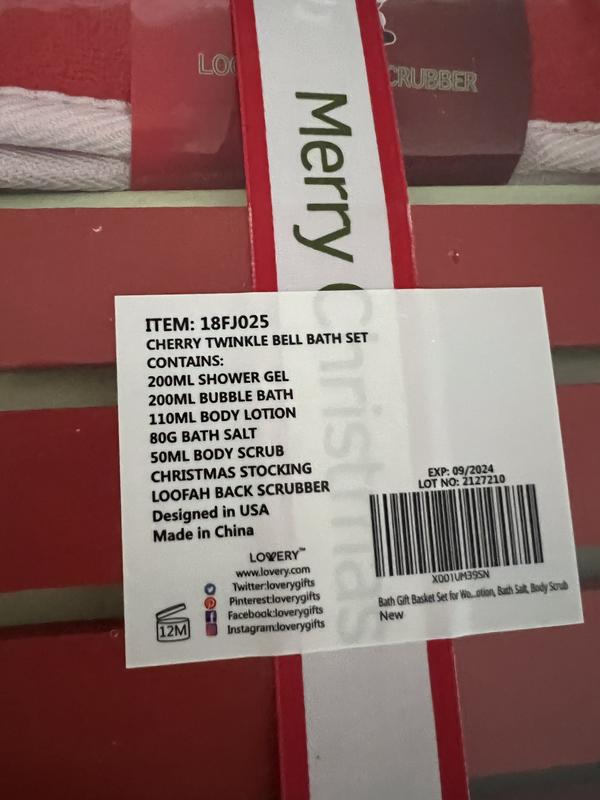 LOO
CRUBBER
Merry Christmas
ITEM: 18FJ025
CHERRY TWINKLE BELL BATH SET
CONTAINS:
200ML SHOWER GEL
200ML BUBBLE BATH
110ML BODY LOTION
80G BATH SALT
50ML BODY SCRUB
CHRISTMAS STOCKING
LOOFAH BACK SCRUBBER
Designed in USA
Made in China
LOVERY™
www.lovery.com
Twitter:loverygifts
Pinterest:loverygifts
Facebook:loverygifts
Instagram:loverygifts
12M
EXP: 09/2024
LOT NO: 2127210
X001UM39SN
Bath Gift Basket Set for Wo...otion, Bath Salt, Body Scrub
New